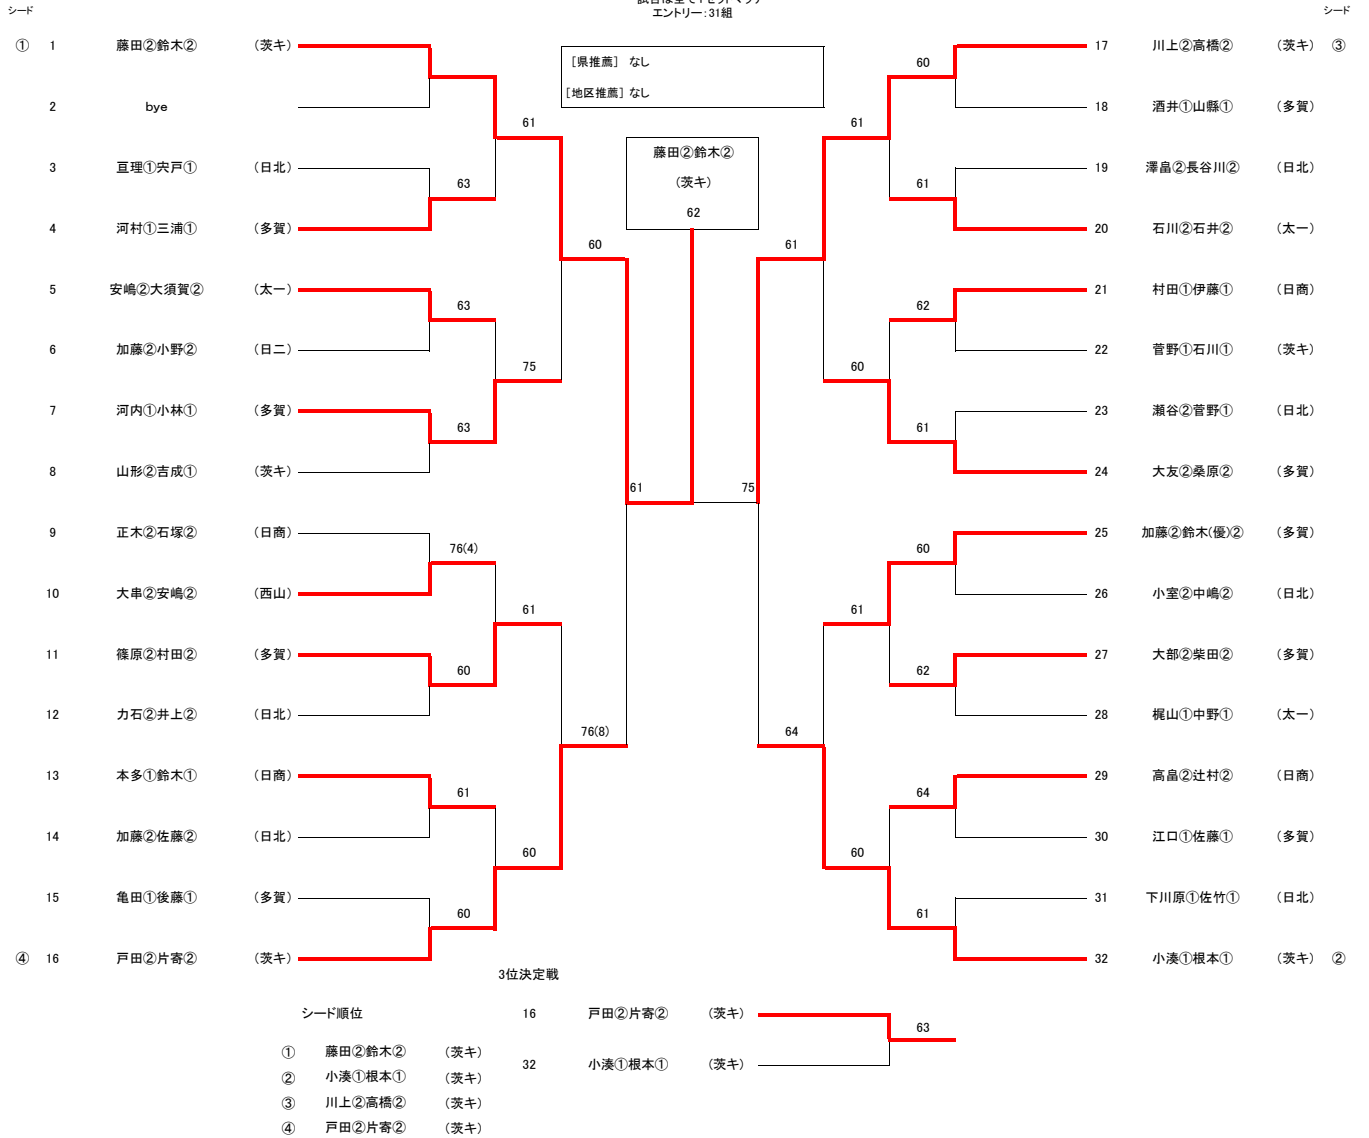 試合は全て1セットマッチ
エントリー：31組
シード
シード
① 1 藤田②鈴木② （茨キ）
2 bye
3 亘理①宍戸① （日北）
4 河村①三浦① （多賀）
5 安嶋②大須賀② （太一）
6 加藤②小野② （日二）
7 河内①小林① （多賀）
8 山形②吉成① （茨キ）
9 正木②石塚② （日商）
10 大串②安嶋② （西山）
11 篠原②村田② （多賀）
12 力石②井上② （日北）
13 本多①鈴木① （日商）
14 加藤②佐藤② （日北）
15 亀田①後藤① （多賀）
④ 16 戸田②片寄② （茨キ）
63
63
63
76(4)
60
61
60
61
75
61
60
60
76(8)
61
［県推薦］ なし
［地区推薦］ なし
藤田②鈴木②
（茨キ）
62
75
61
64
61
60
61
60
60
61
62
61
60
62
64
61
17 川上②高橋② （茨キ） ③
18 酒井①山縣① （多賀）
19 澤畠②長谷川② （日北）
20 石川②石井② （太一）
21 村田①伊藤① （日商）
22 菅野①石川① （茨キ）
23 瀬谷②菅野① （日北）
24 大友②桑原② （多賀）
25 加藤②鈴木(優)② （多賀）
26 小室②中嶋② （日北）
27 大部②柴田② （多賀）
28 梶山①中野① （太一）
29 高畠②辻村② （日商）
30 江口①佐藤① （多賀）
31 下川原①佐竹① （日北）
32 小湊①根本① （茨キ） ②
3位決定戦
16 戸田②片寄② （茨キ）
63
32 小湊①根本① （茨キ）
シード順位
① 藤田②鈴木② （茨キ）
② 小湊①根本① （茨キ）
③ 川上②高橋② （茨キ）
④ 戸田②片寄② （茨キ）